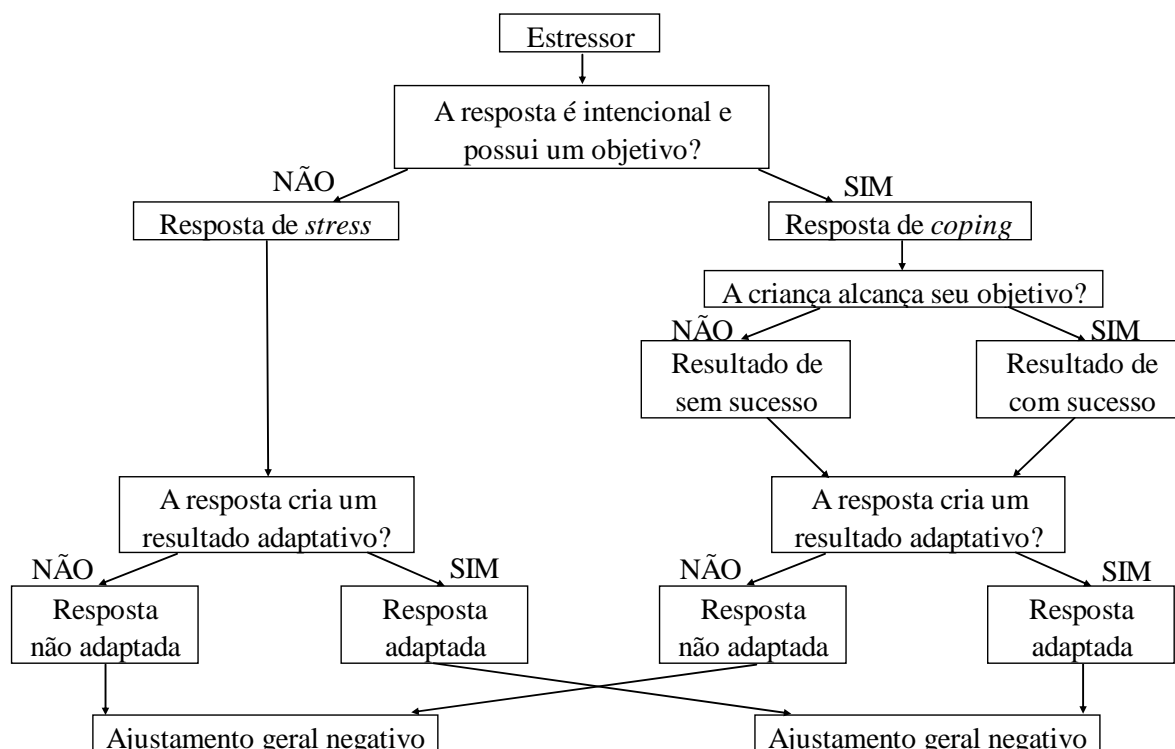 Estressor
A resposta é intencional e
possui um objetivo?
NÃO
SIM
Resposta de stress
Resposta de coping
A criança alcança seu objetivo?
NÃO
SIM
Resultado de
sem sucesso
Resultado de
com sucesso
A resposta cria um
resultado adaptativo?
A resposta cria um
resultado adaptativo?
NÃO
SIM
NÃO
SIM
Resposta
não adaptada
Resposta
adaptada
Resposta
não adaptada
Resposta
adaptada
Ajustamento geral negativo
Ajustamento geral negativo